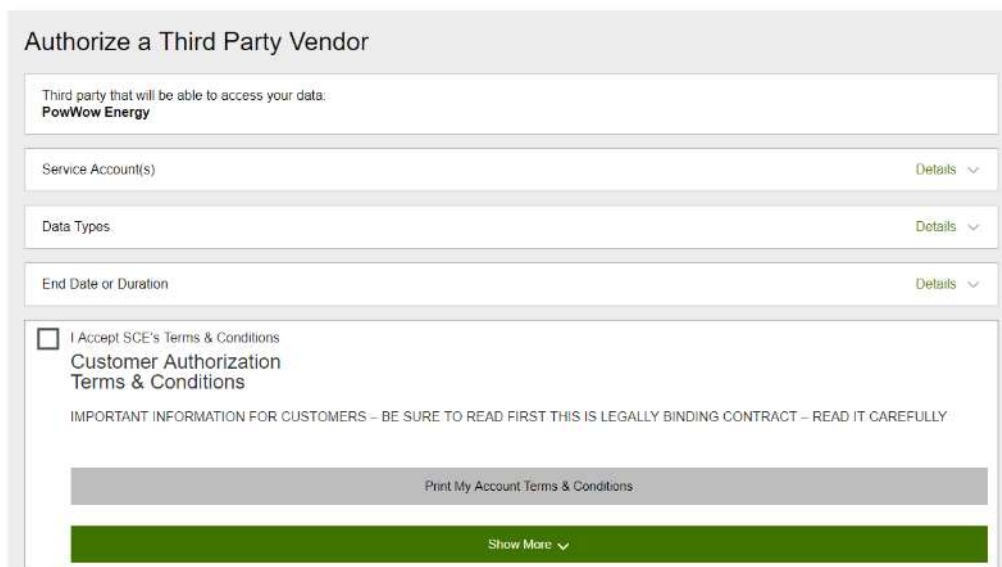 Authorize a Third Party Vendor
Third party that will be able to access your data:
PowWow Energy
Service Account(s)
Details
Data Types
Details
End Date or Duration
Details
I Accept SCE's Terms & Conditions
Customer Authorization
Terms & Conditions
IMPORTANT INFORMATION FOR CUSTOMERS – BE SURE TO READ FIRST THIS IS LEGALLY BINDING CONTRACT – READ IT CAREFULLY
Print My Account Terms & Conditions
Show More